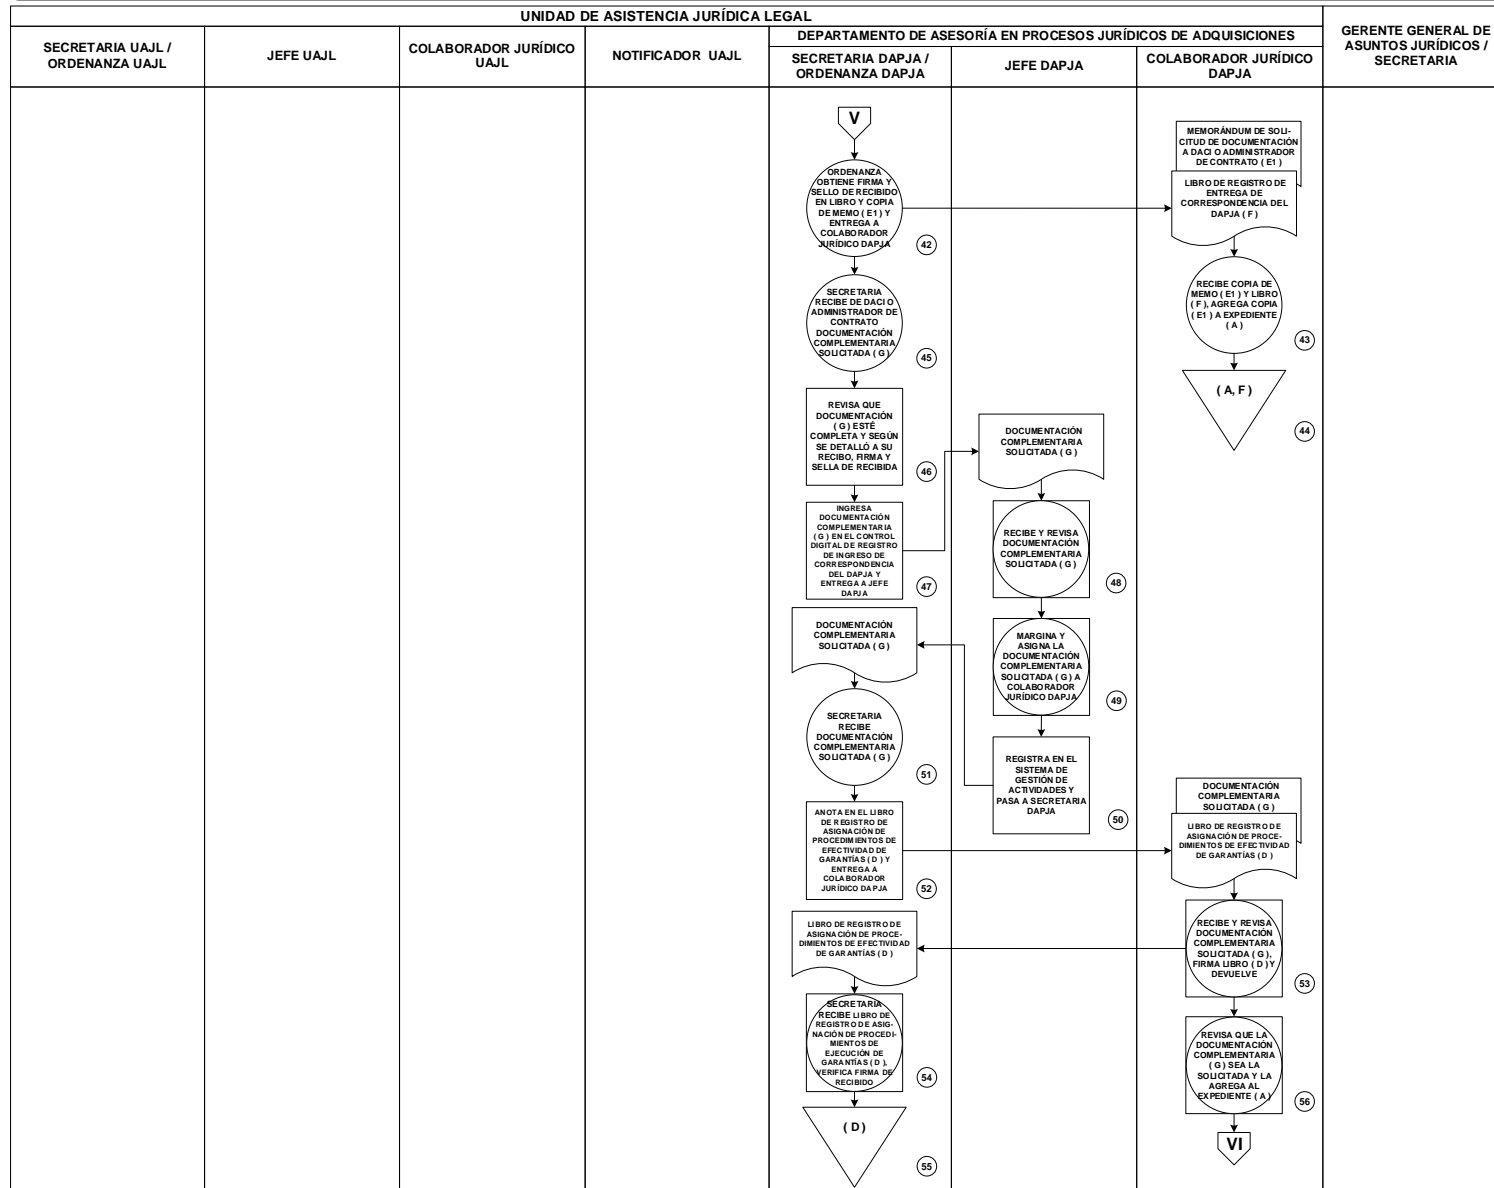 UNIDAD DE ASISTENCIA JURÍDICA LEGAL
SECRETARIA UAJL /
ORDENANZA UAJL
JEFE UAJL
COLABORADOR JURÍDICO
UAJL
NOTIFICADOR UAJL
DEPARTAMENTO DE ASESORÍA EN PROCESOS JURÍDICOS DE ADQUISICIONES
SECRETARIA DAPJA /
ORDENANZA DAPJA
JEFE DAPJA
COLABORADOR JURÍDICO
DAPJA
GERENTE GENERAL DE
ASUNTOS JURÍDICOS /
SECRETARIA
V
ORDENANZA
OBTIENE FIRMA Y
SELLO DE RECIBIDO
EN LIBRO Y COPIA
DE MEMO ( E1 ) Y
ENTREGA A
COLABORADOR
JURÍDICO DAPJA
42
MEMORÁNDUM DE SOLI-
CITUD DE DOCUMENTACIÓN
A DACI O ADMINISTRADOR
DE CONTRATO ( E1 )
LIBRO DE REGISTRO DE
ENTREGA DE
CORRESPONDENCIA DEL
DAPJA ( F )
RECIBE COPIA DE
MEMO ( E1 ) Y LIBRO
( F ), AGREGA COPIA
( E1 ) A EXPEDIENTE
( A )
43
( A, F )
44
SECRETARIA
RECIBE DE DACI O
ADMINISTRADOR DE
CONTRATO
DOCUMENTACIÓN
COMPLEMENTARIA
SOLICITADA ( G )
45
REVISA QUE
DOCUMENTACIÓN
( G ) ESTÉ
COMPLETA Y SEGÚN
SE DETALLÓ A SU
RECIBO, FIRMA Y
SELLA DE RECIBIDA
46
INGRESA
DOCUMENTACIÓN
COMPLEMENTARIA
( G ) EN EL CONTROL
DIGITAL DE REGISTRO
DE INGRESO DE
CORRESPONDENCIA
DEL DAPJA Y
ENTREGA A JEFE
DAPJA
47
DOCUMENTACIÓN
COMPLEMENTARIA
SOLICITADA ( G )
RECIBE Y REVISA
DOCUMENTACIÓN
COMPLEMENTARIA
SOLICITADA ( G )
48
MARGINA Y
ASIGNA LA
DOCUMENTACIÓN
COMPLEMENTARIA
SOLICITADA ( G ) A
COLABORADOR
JURÍDICO DAPJA
49
REGISTRA EN EL
SISTEMA DE
GESTIÓN DE
ACTIVIDADES Y
PASA A SECRETARIA
DAPJA
50
DOCUMENTACIÓN
COMPLEMENTARIA
SOLICITADA ( G )
SECRETARIA
RECIBE
DOCUMENTACIÓN
COMPLEMENTARIA
SOLICITADA ( G )
51
ANOTA EN EL LIBRO
DE REGISTRO DE
ASIGNACIÓN DE
PROCEDIMIENTOS DE
EFECTIVIDAD DE
GARANTÍAS ( D ) Y
ENTREGA A
COLABORADOR
JURÍDICO DAPJA
52
DOCUMENTACIÓN
COMPLEMENTARIA
SOLICITADA ( G )
LIBRO DE REGISTRO DE
ASIGNACIÓN DE PROCE-
DIMIENTOS DE EFECTIVIDAD
DE GARANTÍAS ( D )
RECIBE Y REVISA
DOCUMENTACIÓN
COMPLEMENTARIA
SOLICITADA ( G ),
FIRMA LIBRO ( D ) Y
DEVUELVE
53
LIBRO DE REGISTRO DE
ASIGNACIÓN DE PROCE-
DIMIENTOS DE EFECTIVIDAD
DE GARANTÍAS ( D )
SECRETARIA
RECIBE LIBRO DE
REGISTRO DE ASIG-
NACIÓN DE PROCEDI-
MIENTOS DE
EJECUCIÓN DE
GARANTÍAS ( D ),
VERIFICA FIRMA DE
RECIBIDO
54
( D )
55
REVISA QUE LA
DOCUMENTACIÓN
COMPLEMENTARIA
( G ) SEA LA
SOLICITADA Y LA
AGREGA AL
EXPEDIENTE ( A )
56
VI